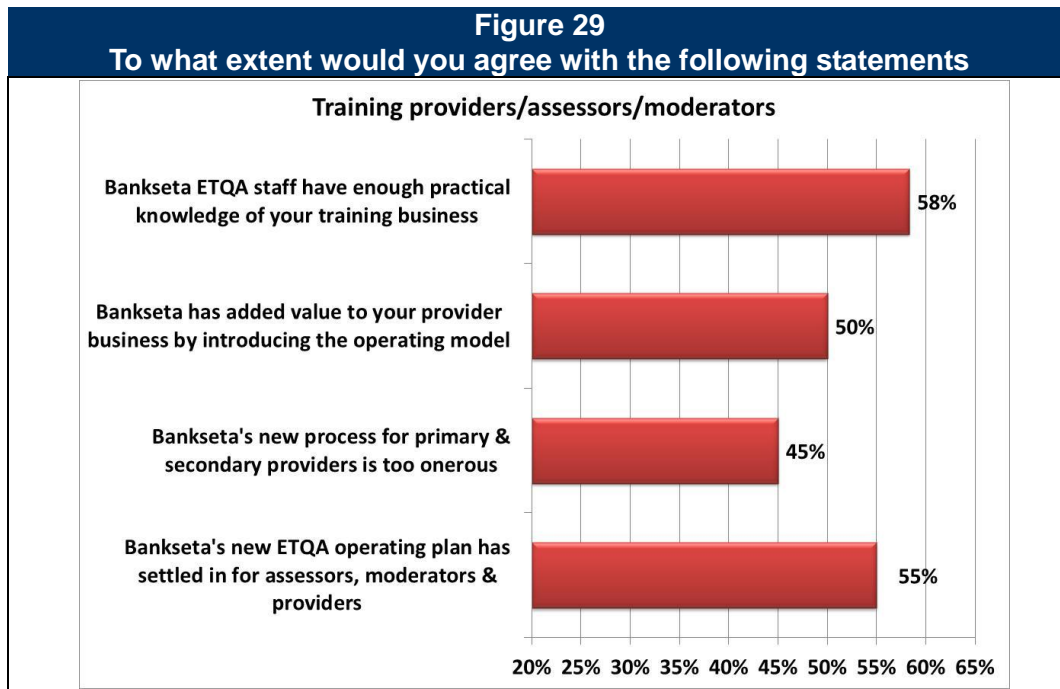 Figure 29
To what extent would you agree with the following statements
Training providers/assessors/moderators
Bankseta ETQA staff have enough practical
knowledge of your training business
58%
Bankseta has added value to your provider
business by introducing the operating model
50%
Bankseta's new process for primary &
secondary providers is too onerous
45%
Bankseta's new ETQA operating plan has
settled in for assessors, moderators &
providers
55%
20% 25% 30% 35% 40% 45% 50% 55% 60% 65%